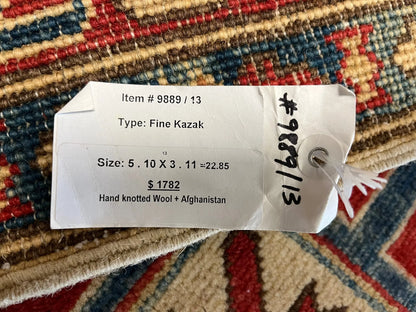 Item # 9889 / 13
Type: Fine Kazak
13
Size: 5 . 10 X 3 . 11 =22.85
$ 1782
Hand knotted Wool + Afghanistan
#9889/13